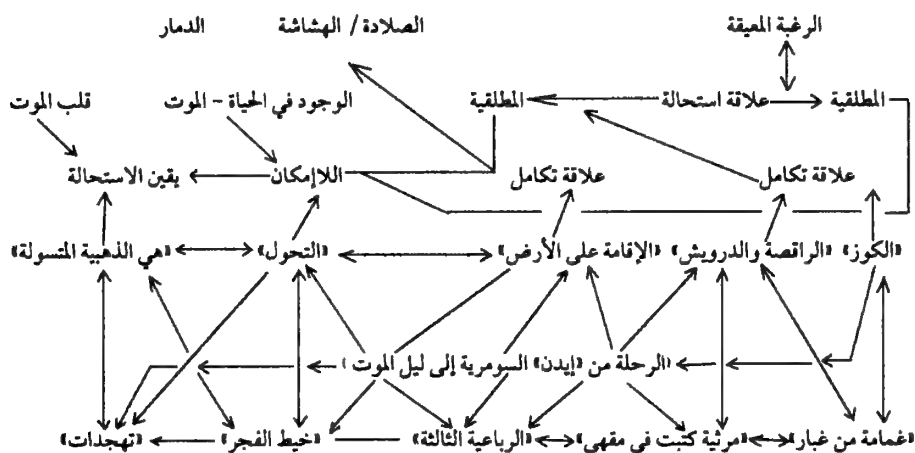 الرغبة المعيقة الصلادة / الهشاشة الدمار
المطلقية علاقة استحالة المطلقية الوجود في الحياة - الموت قلب الموت
علاقة تكامل علاقة تكامل اللاإمكان يقين الاستحالة
«الكوز» «الراقصة والدرويش» «الإقامة على الأرض» «التحول» «هي الذهبية المتسولة»
(الرحلة من «إيدن» السومرية إلى ليل الموت)
«غمامة من غبار» «مرثية كتبت في مقهى» «الرباعية الثالثة» «خيط الفجر» «تهجدات»